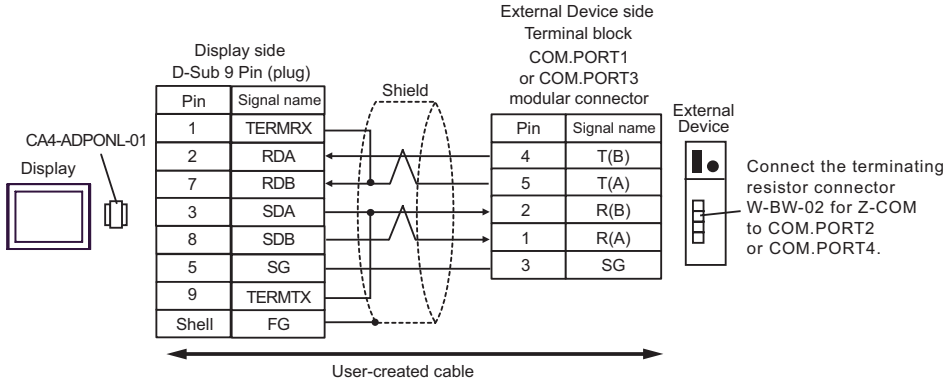 External Device side
Terminal block
COM.PORT1
or COM.PORT3
modular connector
Display side
D-Sub 9 Pin (plug)
Shield
External
Device
CA4-ADPONL-01
Display
Pin Signal name
1 TERMRX
2 RDA
7 RDB
3 SDA
8 SDB
5 SG
9 TERMTX
Shell FG
Pin Signal name
4 T(B)
5 T(A)
2 R(B)
1 R(A)
3 SG
Connect the terminating
resistor connector
W-BW-02 for Z-COM
to COM.PORT2
or COM.PORT4.
User-created cable